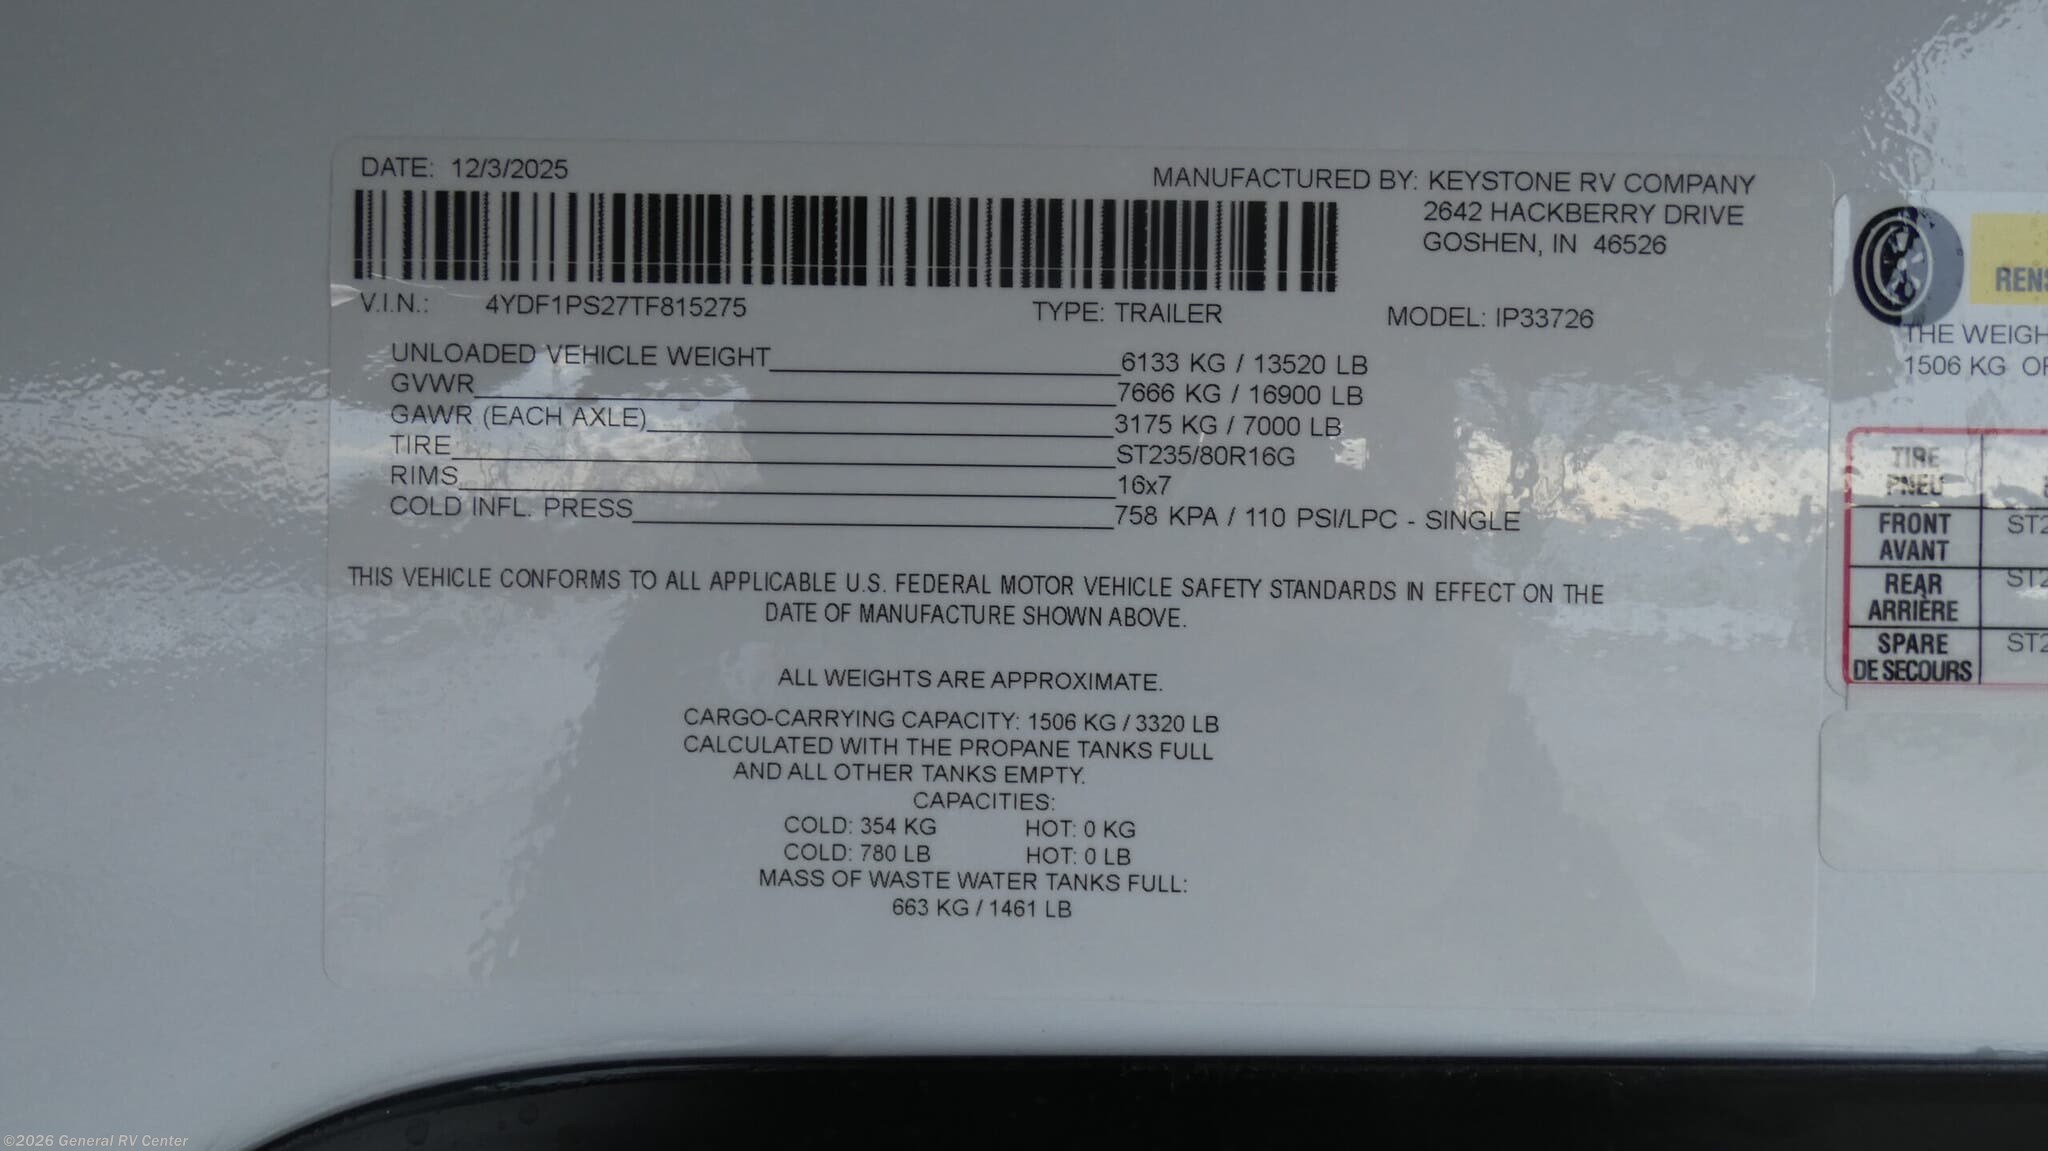 DATE: 12/3/2025
MANUFACTURED BY: KEYSTONE RV COMPANY
2642 HACKBERRY DRIVE
GOSHEN, IN 46526
V.I.N.: 4YDF1PS27TF815275 TYPE: TRAILER MODEL: IP33726
UNLOADED VEHICLE WEIGHT 6133 KG / 13520 LB
GVWR 7666 KG / 16900 LB
GAWR (EACH AXLE) 3175 KG / 7000 LB
TIRE ST235/80R16G
RIMS 16x7
COLD INFL. PRESS 758 KPA / 110 PSI/LPC - SINGLE
THIS VEHICLE CONFORMS TO ALL APPLICABLE U.S. FEDERAL MOTOR VEHICLE SAFETY STANDARDS IN EFFECT ON THE
DATE OF MANUFACTURE SHOWN ABOVE.
ALL WEIGHTS ARE APPROXIMATE.
CARGO-CARRYING CAPACITY: 1506 KG / 3320 LB
CALCULATED WITH THE PROPANE TANKS FULL
AND ALL OTHER TANKS EMPTY.
CAPACITIES:
COLD: 354 KG HOT: 0 KG
COLD: 780 LB HOT: 0 LB
MASS OF WASTE WATER TANKS FULL:
663 KG / 1461 LB
RENS
THE WEIGH
1506 KG OR
TIRE
PNEU
FRONT
AVANT
ST2
REAR
ARRIÈRE
ST2
SPARE
DE SECOURS
ST2
©2026 General RV Center